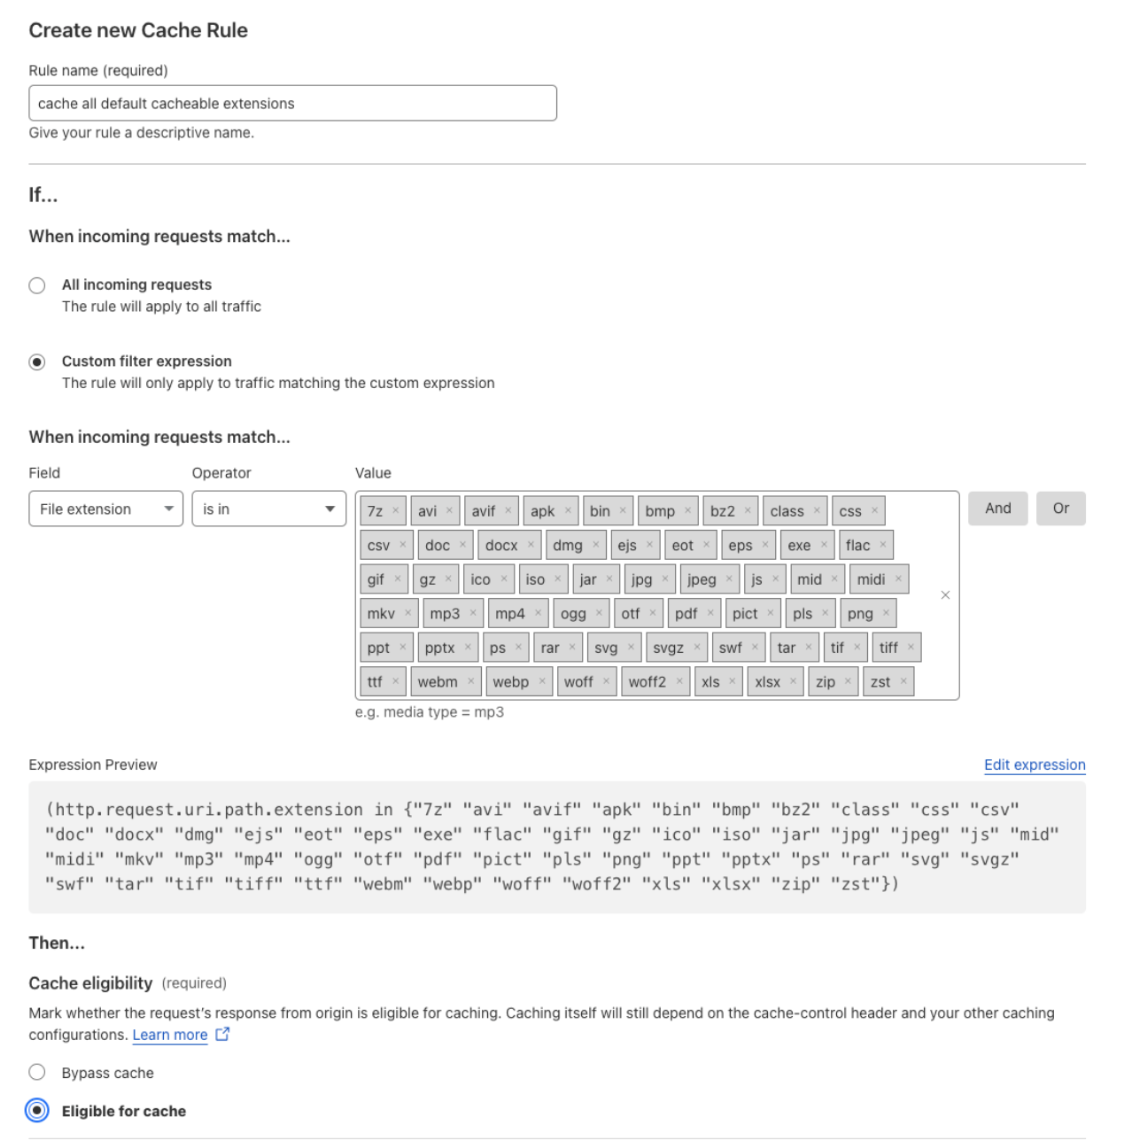 Create new Cache Rule
Rule name (required)
cache all default cacheable extensions
Give your rule a descriptive name.
If...
When incoming requests match...
All incoming requests
The rule will apply to all traffic
Custom filter expression
The rule will only apply to traffic matching the custom expression
When incoming requests match...
Field Operator Value
File extension is in 7z × avi × avif × apk × bin × bmp × bz2 × class × css × And Or
csv × doc × docx × dmg × ejs × eot × eps × exe × flac ×
gif × gz × ico × iso × jar × jpg × jpeg × js × mid × midi ×
×
mkv × mp3 × mp4 × ogg × otf × pdf × pict × pls × png ×
ppt × pptx × ps × rar × svg × svgz × swf × tar × tif × tiff ×
ttf × webm × webp × woff × woff2 × xls × xlsx × zip × zst ×
e.g. media type = mp3
Expression Preview Edit expression
(http.request.uri.path.extension in {"7z" "avi" "avif" "apk" "bin" "bmp" "bz2" "class" "css" "csv"
"doc" "docx" "dmg" "ejs" "eot" "eps" "exe" "flac" "gif" "gz" "ico" "iso" "jar" "jpg" "jpeg" "js" "mid"
"midi" "mkv" "mp3" "mp4" "ogg" "otf" "pdf" "pict" "pls" "png" "ppt" "pptx" "ps" "rar" "svg" "svgz"
"swf" "tar" "tif" "tiff" "ttf" "webm" "webp" "woff" "woff2" "xls" "xlsx" "zip" "zst"})
Then...
Cache eligibility (required)
Mark whether the request's response from origin is eligible for caching. Caching itself will still depend on the cache-control header and your other caching
configurations. Learn more
Bypass cache
Eligible for cache